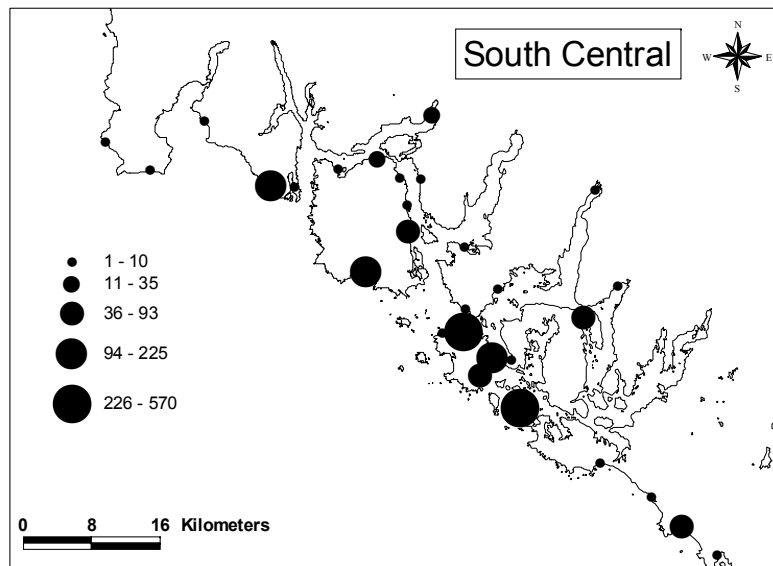 South Central
N
W E
S
1 - 10
11 - 35
36 - 93
94 - 225
226 - 570
0 8 16 Kilometers